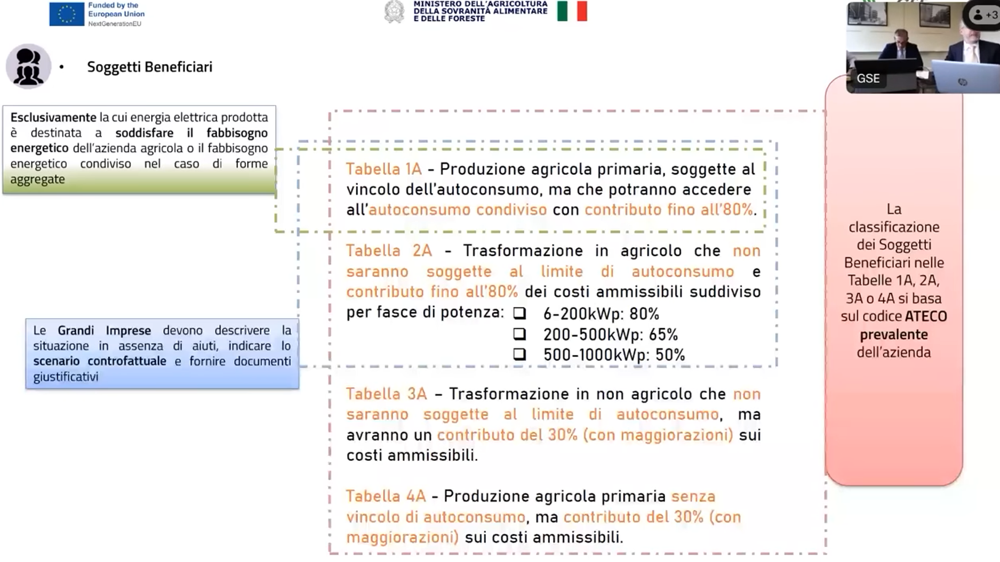 Funded by the
European Union
NextGenerationEU
MINISTERO DELL'AGRICOLTURA
DELLA SOVRANITÀ ALIMENTARE
E DELLE FORESTE
+3
GSE
• Soggetti Beneficiari
Esclusivamente la cui energia elettrica prodotta
è destinata a soddisfare il fabbisogno
energetico dell'azienda agricola o il fabbisogno
energetico condiviso nel caso di forme
aggregate
Le Grandi Imprese devono descrivere la
situazione in assenza di aiuti, indicare lo
scenario controfattuale e fornire documenti
giustificativi
Tabella 1A - Produzione agricola primaria, soggette al
vincolo dell'autoconsumo, ma che potranno accedere
all'autoconsumo condiviso con contributo fino all'80%.
Tabella 2A - Trasformazione in agricolo che non
saranno soggette al limite di autoconsumo e
contributo fino all'80% dei costi ammissibili suddiviso
per fasce di potenza: ❑ 6-200kWp: 80%
❑ 200-500kWp: 65%
❑ 500-1000kWp: 50%
Tabella 3A – Trasformazione in non agricolo che non
saranno soggette al limite di autoconsumo, ma
avranno un contributo del 30% (con maggiorazioni) sui
costi ammissibili.
Tabella 4A - Produzione agricola primaria senza
vincolo di autoconsumo, ma contributo del 30% (con
maggiorazioni) sui costi ammissibili.
La
classificazione
dei Soggetti
Beneficiari nelle
Tabelle 1A, 2A,
3A o 4A si basa
sul codice ATECO
prevalente
dell'azienda